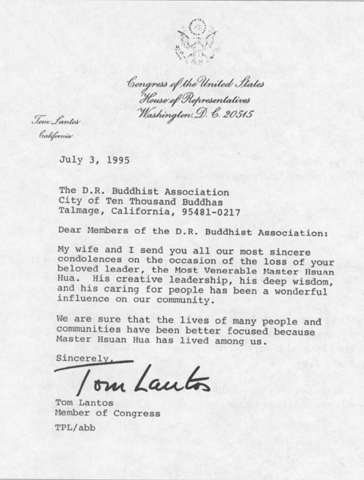 Congress of the United States
House of Representatives
Washington, D. C. 20515
Tom Lantos
California
July 3, 1995
The D.R. Buddhist Association
City of Ten Thousand Buddhas
Talmage, California, 95481-0217
Dear Members of the D.R. Buddhist Association:
My wife and I send you all our most sincere
condolences on the occasion of the loss of your
beloved leader, the Most Venerable Master Hsuan
Hua. His creative leadership, his deep wisdom,
and his caring for people has been a wonderful
influence on our community.
We are sure that the lives of many people and
communities have been better focused because
Master Hsuan Hua has lived among us.
Sincerely,
Tom Lantos
Tom Lantos
Member of Congress
TPL/abb